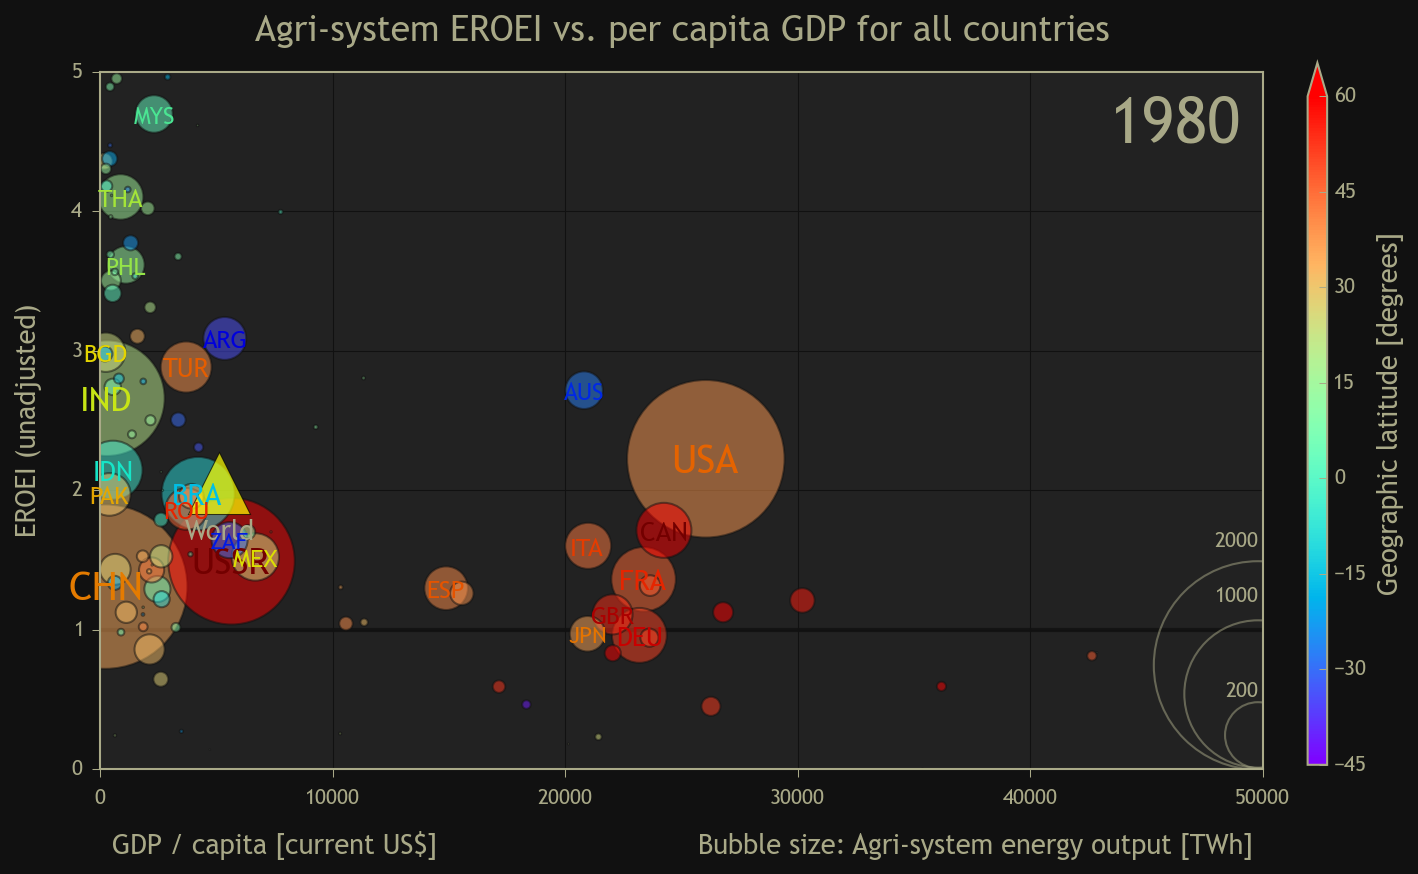 Agri-system EROEI vs. per capita GDP for all countries
1980
EROEI (unadjusted)
5
4
3
2
1
0
MYS
THA
PHL
ARG
BGD
TUR
IND
AUS
USA
IDN
BRA
PAK
ROU
World
ZAF
CAN
ITA
MEX
USSR
CHN
FRA
ESP
GBR
JPN
DEU
2000
1000
200
0 10000 20000 30000 40000 50000
GDP / capita [current US$] Bubble size: Agri-system energy output [TWh]
60
45
30
15
0
−15
−30
−45
Geographic latitude [degrees]